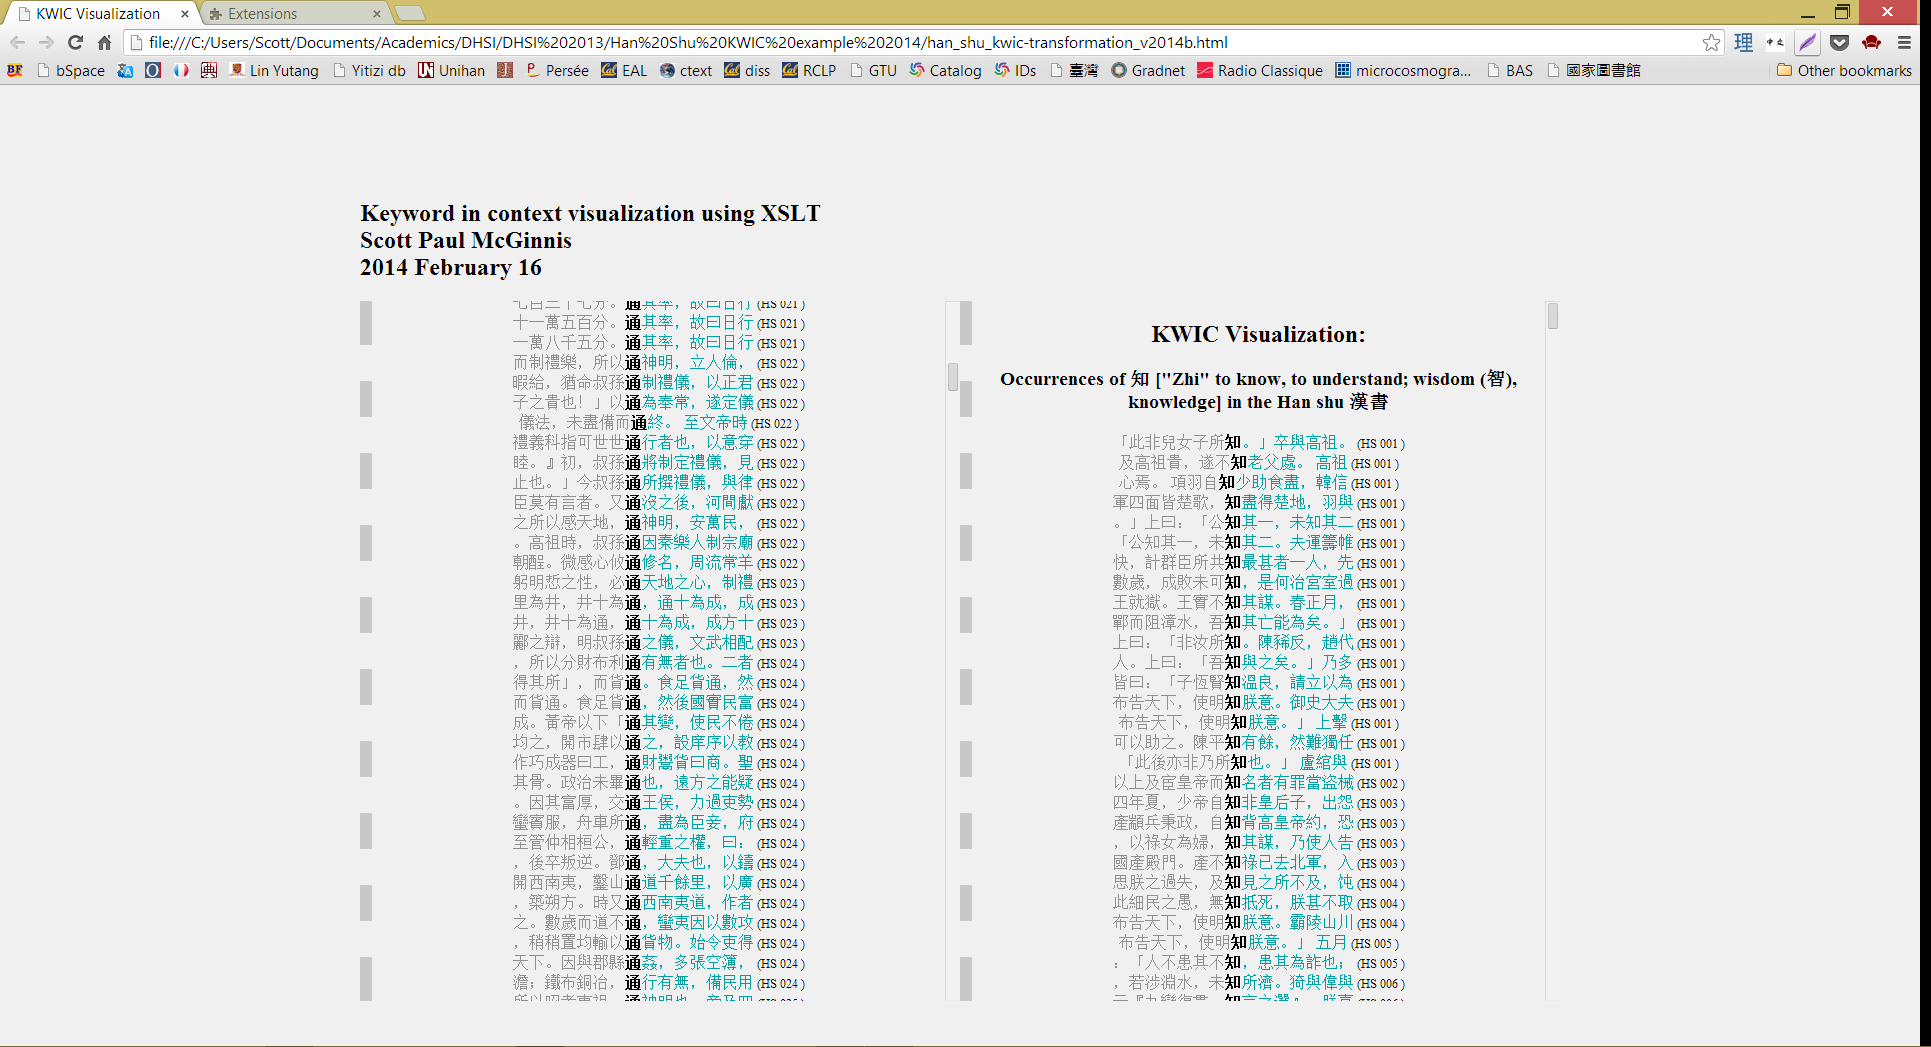 KWIC Visualization
Extensions
file:///C:/Users/Scott/Documents/Academics/DHSI/DHSI%202013/Han%20Shu%20KWIC%20example%202014/han_shu_kwic-transformation_v2014b.html
理
BF bSpace 典 Lin Yutang Yitizi db Unihan Persée EAL ctext diss RCLP GTU Catalog IDs 臺灣 Gradnet Radio Classique microcosmogra... BAS 國家圖書館 Other bookmarks
Keyword in context visualization using XSLT
Scott Paul McGinnis
2014 February 16
七百三十七分。通其率，故曰日行 (HS 021 )
十一萬五百分。通其率，故曰日行 (HS 021 )
一萬八千五分。通其率，故曰日行 (HS 021 )
而制禮樂，所以通神明，立人倫， (HS 022 )
暇給，猶命叔孫通制禮儀，以正君 (HS 022 )
子之貴也！」以通為奉常，遂定儀 (HS 022 )
儀法，未盡備而通終。 至文帝時 (HS 022 )
禮義科指可世世通行者也，以意穿 (HS 022 )
睦。』初，叔孫通將制定禮儀，見 (HS 022 )
止也。」今叔孫通所撰禮儀，與律 (HS 022 )
臣莫有言者。又通沒之後，河間獻 (HS 022 )
之所以感天地，通神明，安萬民， (HS 022 )
。高祖時，叔孫通因秦樂人制宗廟 (HS 022 )
朝酲。微感心攸通修名，周流常羊 (HS 022 )
躬明悊之性，必通天地之心，制禮 (HS 023 )
里為井，井十為通，通十為成，成 (HS 023 )
井，井十為通，通十為成，成方十 (HS 023 )
酈之辯，明叔孫通之儀，文武相配 (HS 023 )
，所以分財布利通有無者也。二者 (HS 024 )
得其所」，而貨通。食足貨通，然 (HS 024 )
而貨通。食足貨通，然後國實民富 (HS 024 )
成。黃帝以下「通其變，使民不倦 (HS 024 )
均之，開市肆以通之，設庠序以教 (HS 024 )
作巧成器曰工，通財鬻貨曰商。聖 (HS 024 )
其骨。政治未畢通也，遠方之能疑 (HS 024 )
。因其富厚，交通王侯，力過吏勢 (HS 024 )
蠻賓服，舟車所通，盡為臣妾，府 (HS 024 )
至管仲相桓公，通輕重之權，曰： (HS 024 )
，後卒叛逆。鄧通，大夫也，以鑄 (HS 024 )
開西南夷，鑿山通道千餘里，以廣 (HS 024 )
，築朔方。時又通西南夷道，作者 (HS 024 )
之。數歲而道不通，蠻夷因以數攻 (HS 024 )
，稍稍置均輸以通貨物。始令吏得 (HS 024 )
天下。因與郡縣通姦，多張空簿， (HS 024 )
澹；鐵布銅冶，通行有無，備民用 (HS 024 )
KWIC Visualization:
Occurrences of 知 ["Zhi" to know, to understand; wisdom (智),
knowledge] in the Han shu 漢書
「此非兒女子所知。」卒與高祖。 (HS 001 )
及高祖貴，遂不知老父處。 高祖 (HS 001 )
心焉。 項羽自知少助食盡，韓信 (HS 001 )
軍四面皆楚歌，知盡得楚地，羽與 (HS 001 )
。」上曰：「公知其一，未知其二 (HS 001 )
「公知其一，未知其二。夫運籌帷 (HS 001 )
快，計群臣所共知最甚者一人，先 (HS 001 )
數歲，成敗未可知，是何治宮室過 (HS 001 )
王就獄。王實不知其謀。春正月， (HS 001 )
鄲而阻漳水，吾知其亡能為矣。」 (HS 001 )
上曰：「非汝所知。陳豨反，趙代 (HS 001 )
人。上曰：「吾知與之矣。」乃多 (HS 001 )
皆曰：「子恆賢知溫良，請立以為 (HS 001 )
布告天下，使明知朕意。御史大夫 (HS 001 )
布告天下，使明知朕意。」 上擊 (HS 001 )
可以助之。陳平知有餘，然難獨任 (HS 001 )
「此後亦非乃所知也。」 盧綰與 (HS 001 )
以上及宦皇帝而知名者有罪當盜械 (HS 002 )
四年夏，少帝自知非皇后子，出怨 (HS 003 )
產顓兵秉政，自知背高皇帝約，恐 (HS 003 )
，以祿女為婦，知其謀，乃使人告 (HS 003 )
國產殿門。產不知祿已去北軍，入 (HS 003 )
思朕之過失，及知見之所不及， (HS 004 )
此細民之愚，無知抵死，朕甚不取 (HS 004 )
布告天下，使明知朕意。霸陵山川 (HS 004 )
布告天下，使明知朕意。」 五月 (HS 005 )
：「人不患其不知，患其為詐也； (HS 005 )
，若涉淵水，未知所濟。猗與偉與 (HS 006 )